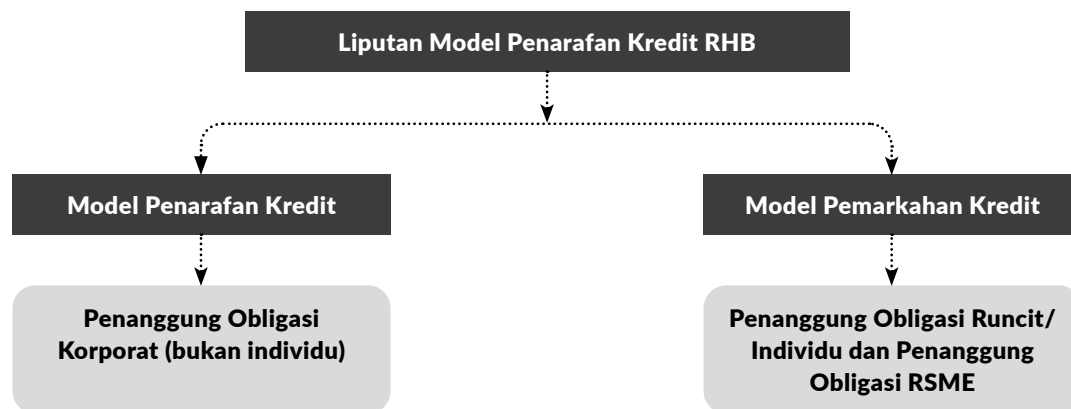 Liputan Model Penarafan Kredit RHB
Model Penarafan Kredit
Model Pemarkahan Kredit
Penanggung Obligasi
Korporat (bukan individu)
Penanggung Obligasi Runcit/
Individu dan Penanggung
Obligasi RSME